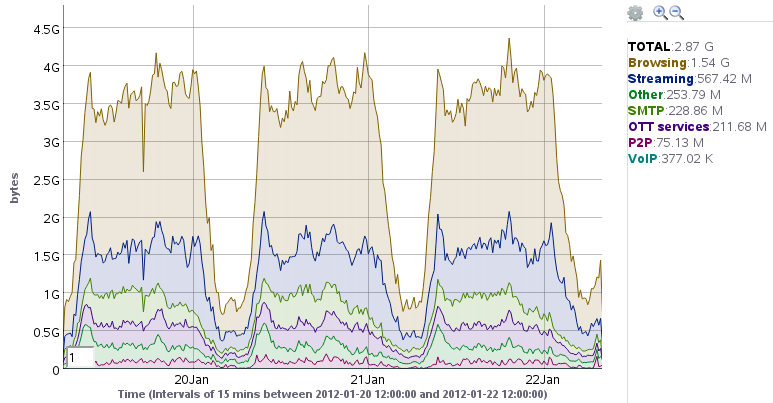 4.5G
4G
3.5G
3G
2.5G
2G
1.5G
1G
0.5G
0
bytes
1
20Jan
21Jan
22Jan
Time (Intervals of 15 mins between 2012-01-20 12:00:00 and 2012-01-22 12:00:00)
TOTAL:2.87 G
Browsing:1.54 G
Streaming:567.42 M
Other:253.79 M
SMTP:228.86 M
OTT services:211.68 M
P2P:75.13 M
VoIP:377.02 K